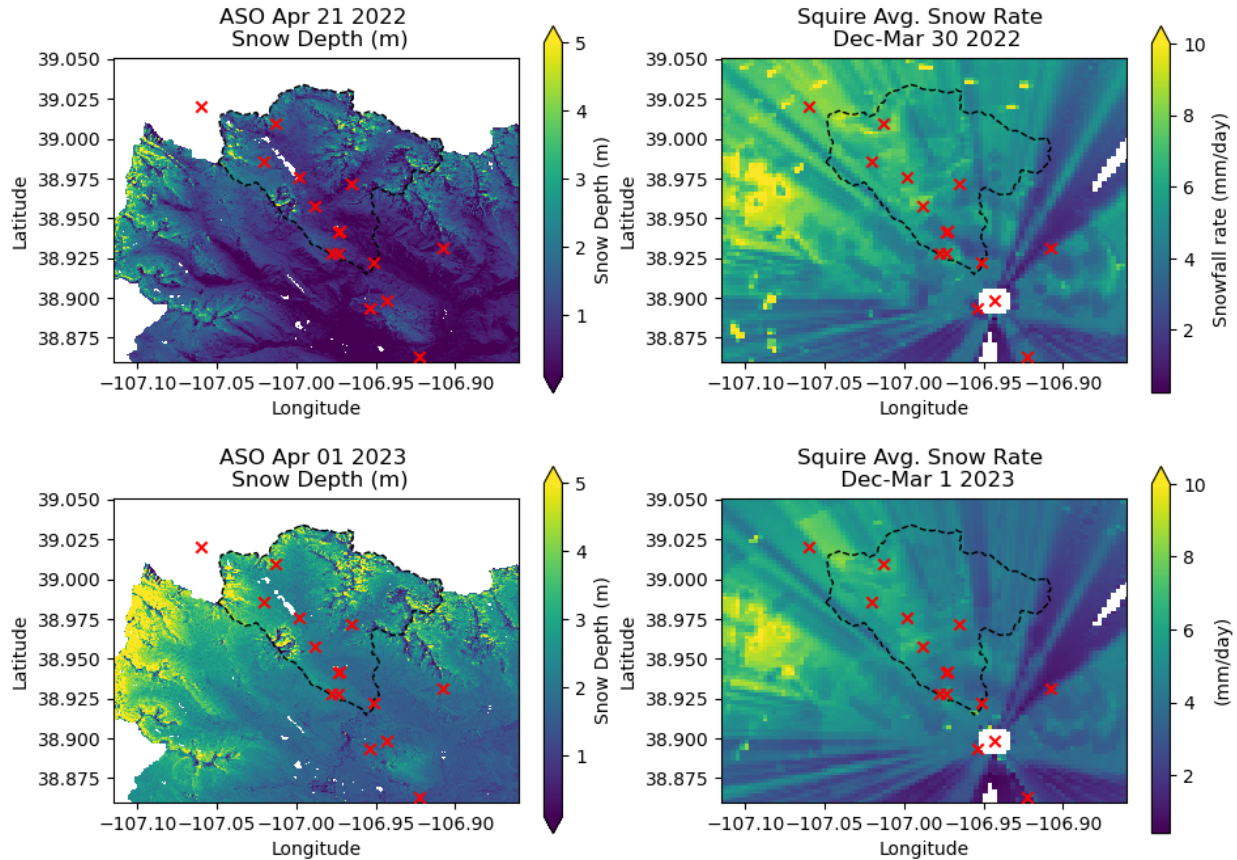 ASO Apr 21 2022
Snow Depth (m)
39.050
39.025
39.000
38.975
38.950
38.925
38.900
38.875
Latitude
−107.10 −107.05 −107.00 −106.95 −106.90
Longitude
5
4
3
2
1
Snow Depth (m)
Squire Avg. Snow Rate
Dec-Mar 30 2022
39.050
39.025
39.000
38.975
38.950
38.925
38.900
38.875
Latitude
−107.10 −107.05 −107.00 −106.95 −106.90
Longitude
10
8
6
4
2
Snowfall rate (mm/day)
ASO Apr 01 2023
Snow Depth (m)
39.050
39.025
39.000
38.975
38.950
38.925
38.900
38.875
Latitude
−107.10 −107.05 −107.00 −106.95 −106.90
Longitude
5
4
3
2
1
Snow Depth (m)
Squire Avg. Snow Rate
Dec-Mar 1 2023
39.050
39.025
39.000
38.975
38.950
38.925
38.900
38.875
Latitude
−107.10 −107.05 −107.00 −106.95 −106.90
Longitude
10
8
6
4
2
(mm/day)